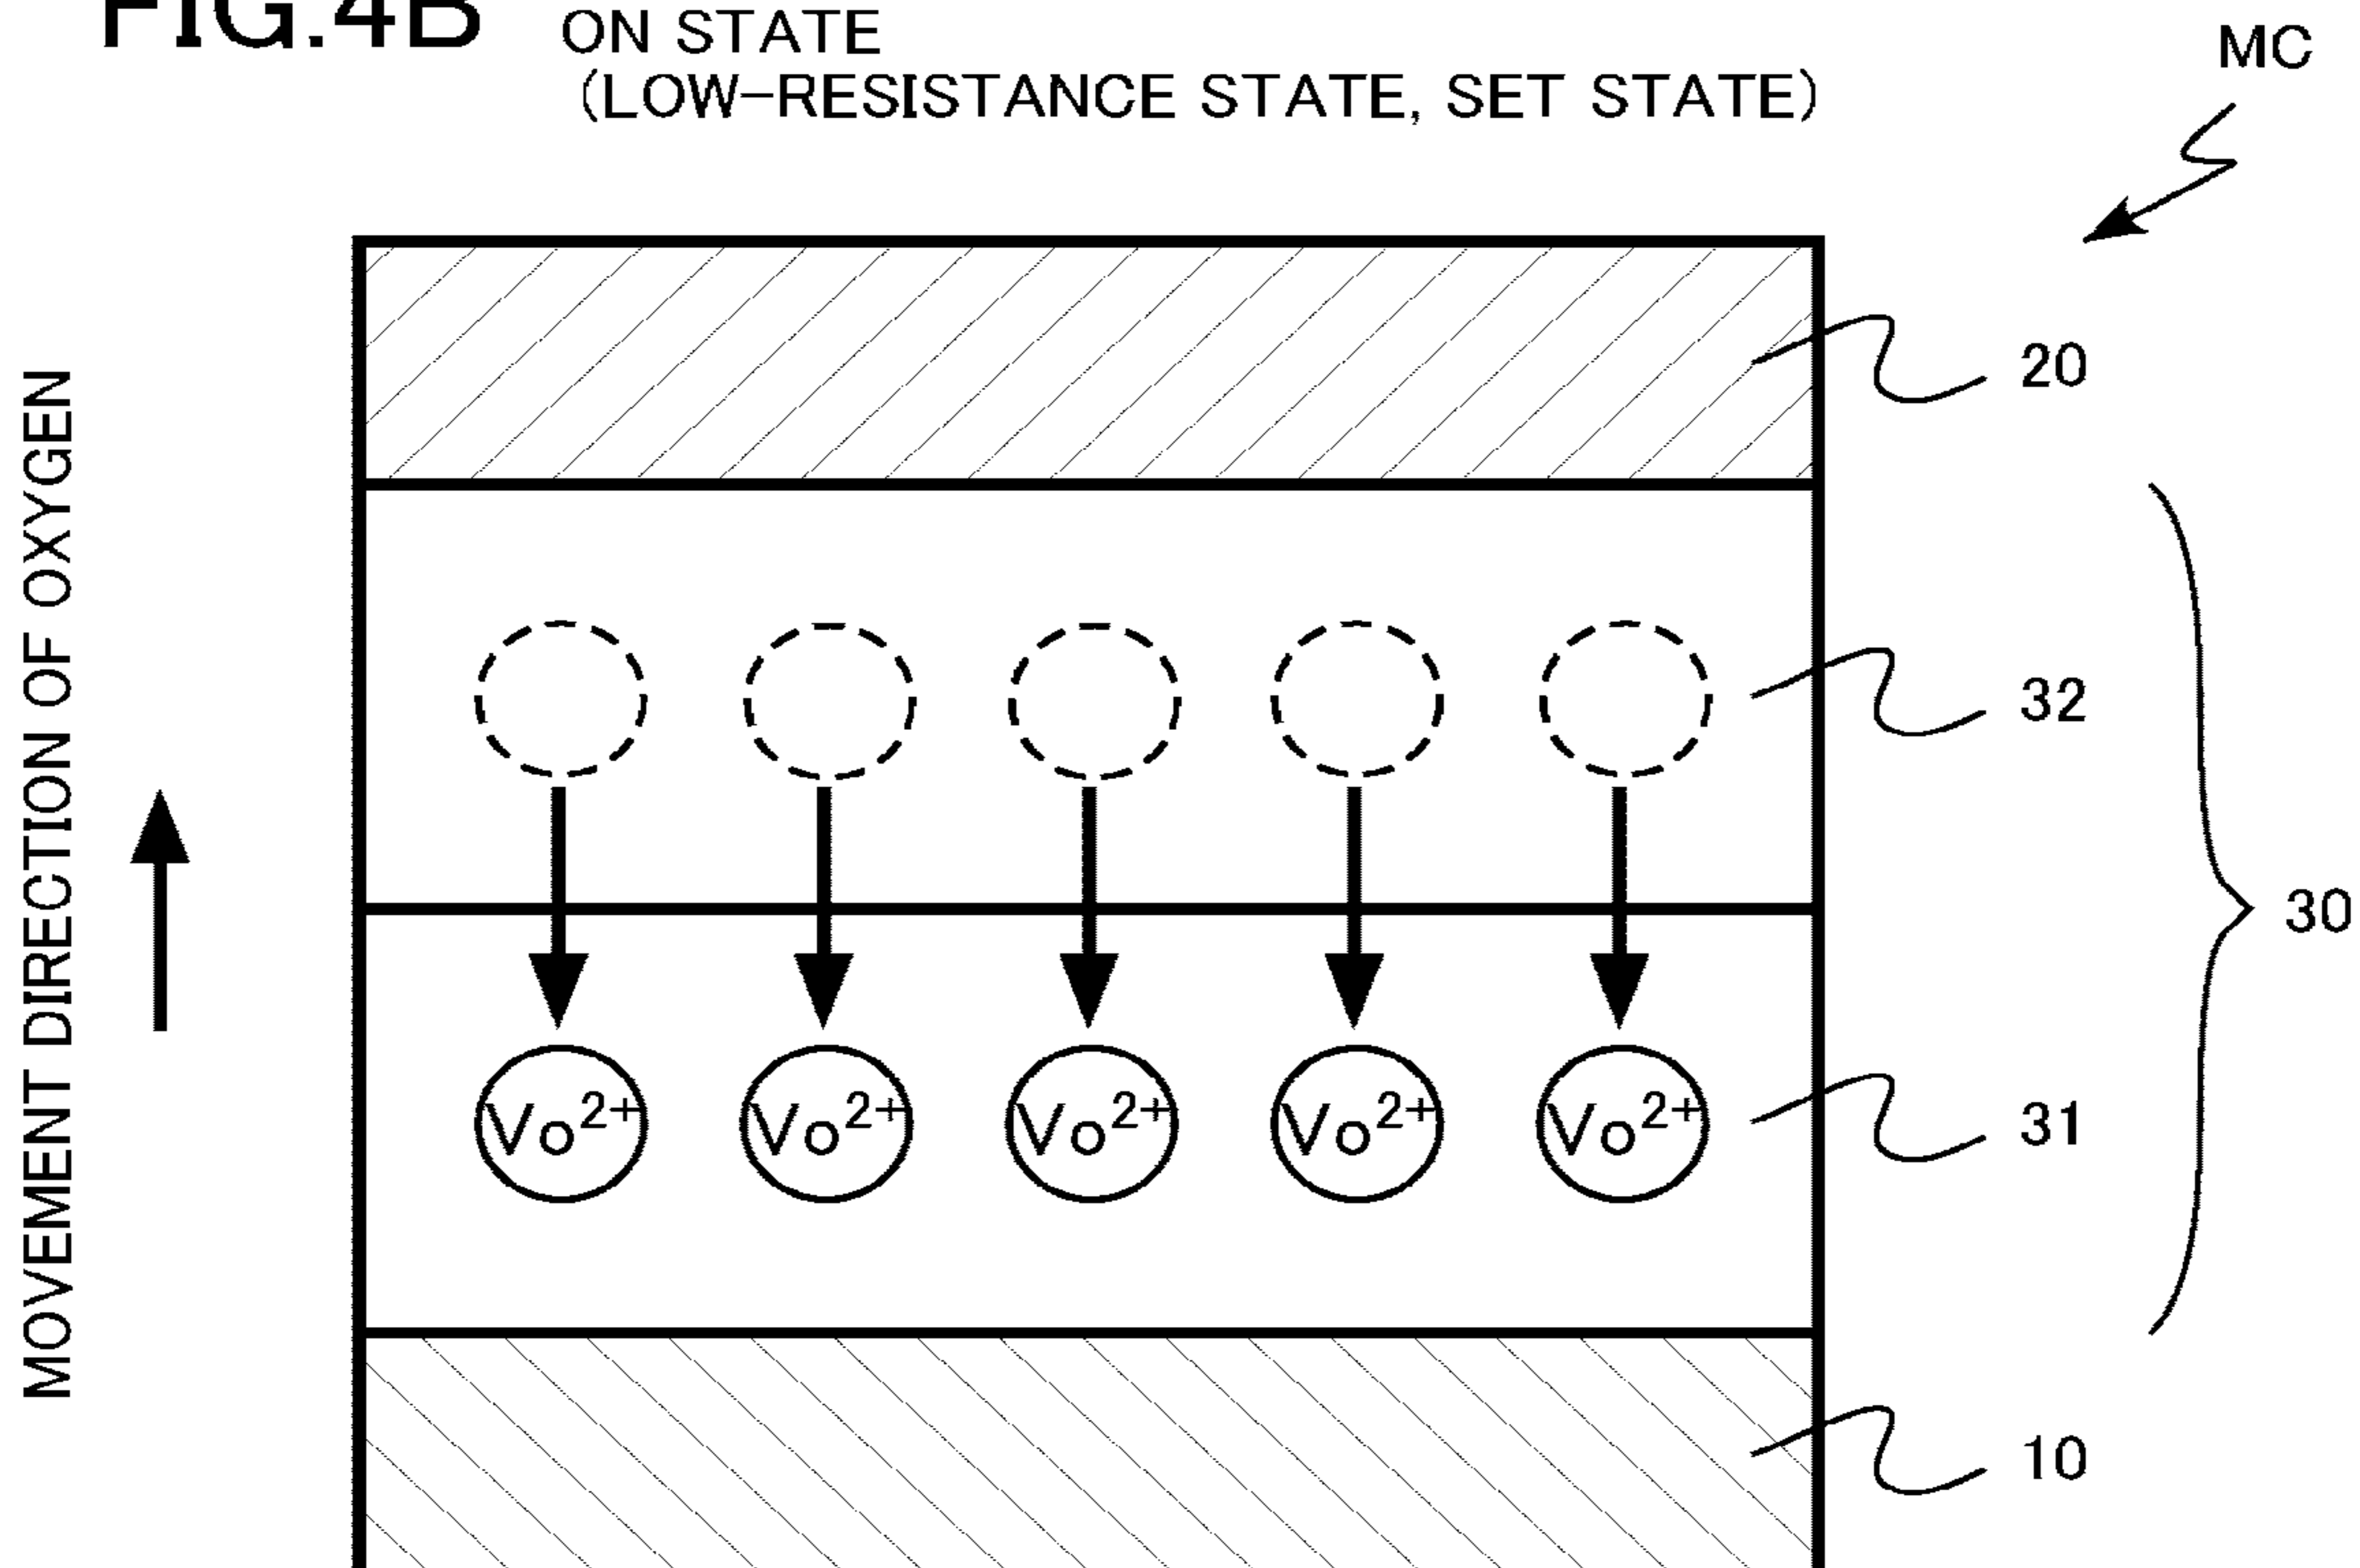 FIG.4B
ON STATE
(LOW-RESISTANCE STATE, SET STATE)
MC
MOVEMENT DIRECTION OF OXYGEN
20
32
30
Vo2+ Vo2+ Vo2+ Vo2+ Vo2+
31
10